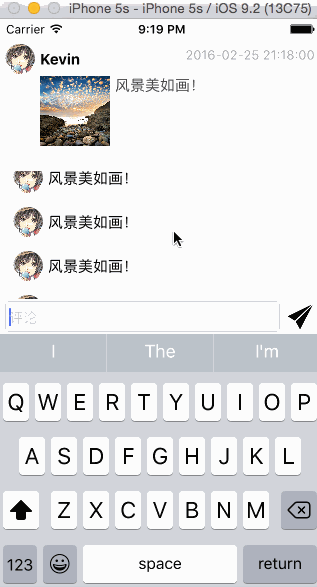 iPhone 5s - iPhone 5s / iOS 9.2 (13C75)
Carrier 9:19 PM
Kevin 2016-02-25 21:18:00
风景美如画！
风景美如画！
风景美如画！
风景美如画！
评论
I The I'm
Q W E R T Y U I O P
A S D F G H J K L
Z X C V B N M
123 space return